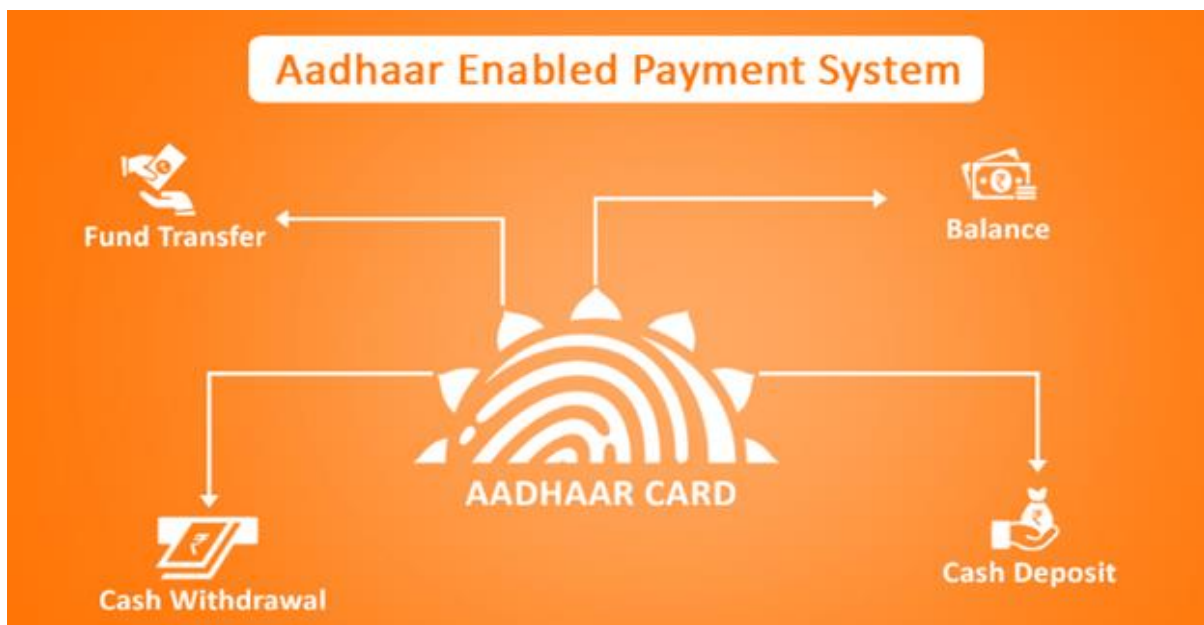 Aadhaar Enabled Payment System
Fund Transfer
Balance
AADHAAR CARD
Cash Withdrawal
Cash Deposit